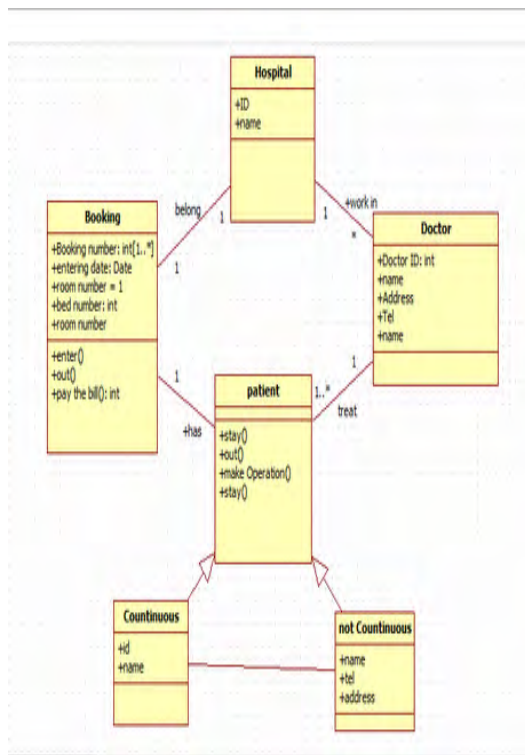 Hospital
+ID
+name
belong
1
1
+work in
1
*
Booking
+Booking number: int[1..*]
+entering date: Date
+room number = 1
+bed number: int
+room number
+enter()
+out()
+pay the bill(): int
Doctor
+Doctor ID: int
+name
+Address
+Tel
+name
1
+has
1
1..*
treat
patient
+stay()
+out()
+make Operation()
+stay()
Countinuous
+id
+name
not Countinuous
+name
+tel
+address